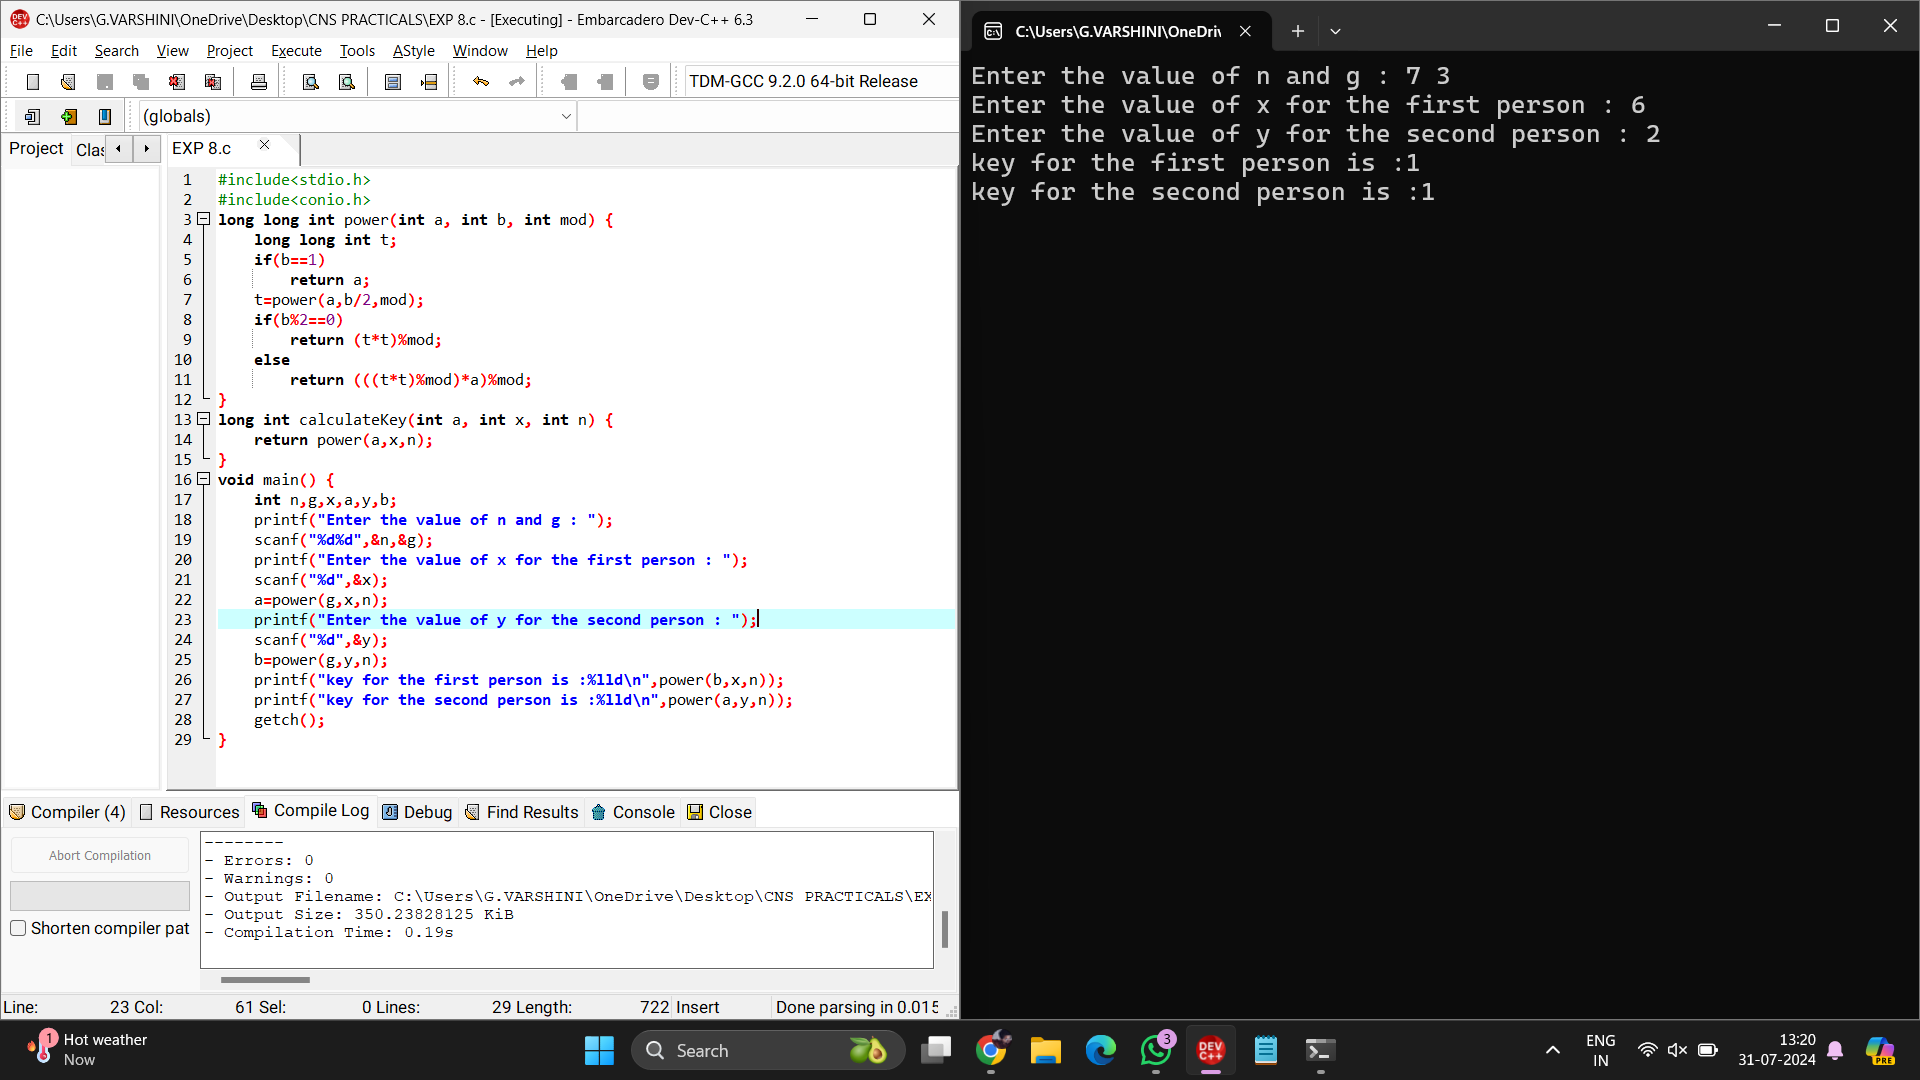 C:\Users\G.VARSHINI\OneDrive\Desktop\CNS PRACTICALS\EXP 8.c - [Executing] - Embarcadero Dev-C++ 6.3
File Edit Search View Project Execute Tools AStyle Window Help
TDM-GCC 9.2.0 64-bit Release
(globals)
Project Clas EXP 8.c
1 #include<stdio.h>
2 #include<conio.h>
3 long long int power(int a, int b, int mod) {
4 long long int t;
5 if(b==1)
6 return a;
7 t=power(a,b/2,mod);
8 if(b%2==0)
9 return (t*t)%mod;
10 else
11 return (((t*t)%mod)*a)%mod;
12 }
13 long int calculateKey(int a, int x, int n) {
14 return power(a,x,n);
15 }
16 void main() {
17 int n,g,x,a,y,b;
18 printf("Enter the value of n and g : ");
19 scanf("%d%d",&n,&g);
20 printf("Enter the value of x for the first person : ");
21 scanf("%d",&x);
22 a=power(g,x,n);
23 printf("Enter the value of y for the second person : ");
24 scanf("%d",&y);
25 b=power(g,y,n);
26 printf("key for the first person is :%lld\n",power(b,x,n));
27 printf("key for the second person is :%lld\n",power(a,y,n));
28 getch();
29 }
Compiler (4) Resources Compile Log Debug Find Results Console Close
Abort Compilation
Shorten compiler pat
--------
- Errors: 0
- Warnings: 0
- Output Filename: C:\Users\G.VARSHINI\OneDrive\Desktop\CNS PRACTICALS\EX
- Output Size: 350.23828125 KiB
- Compilation Time: 0.19s
Line: 23 Col: 61 Sel: 0 Lines: 29 Length: 722 Insert Done parsing in 0.015
C:\Users\G.VARSHINI\OneDriv
Enter the value of n and g : 7 3
Enter the value of x for the first person : 6
Enter the value of y for the second person : 2
key for the first person is :1
key for the second person is :1
1
Hot weather
Now
Search
3
DEV
C++
ENG
IN
13:20
31-07-2024
PRE